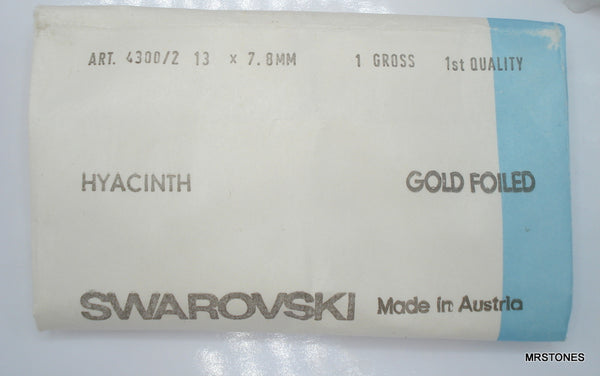 ART. 4300/2 13 x 7.8MM 1 GROSS 1st QUALITY
HYACINTH GOLD FOILED
SWAROVSKI Made in Austria
MRSTONES